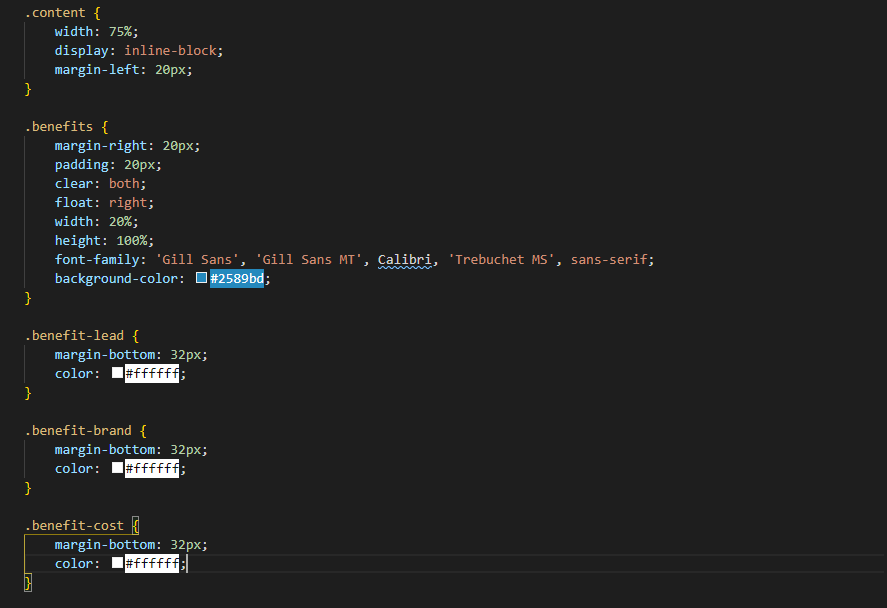 .content {
    width: 75%;
    display: inline-block;
    margin-left: 20px;
}

.benefits {
    margin-right: 20px;
    padding: 20px;
    clear: both;
    float: right;
    width: 20%;
    height: 100%;
    font-family: 'Gill Sans', 'Gill Sans MT', Calibri, 'Trebuchet MS', sans-serif;
    background-color: #2589bd;
}

.benefit-lead {
    margin-bottom: 32px;
    color: #ffffff;
}

.benefit-brand {
    margin-bottom: 32px;
    color: #ffffff;
}

.benefit-cost {
    margin-bottom: 32px;
    color: #ffffff;
}